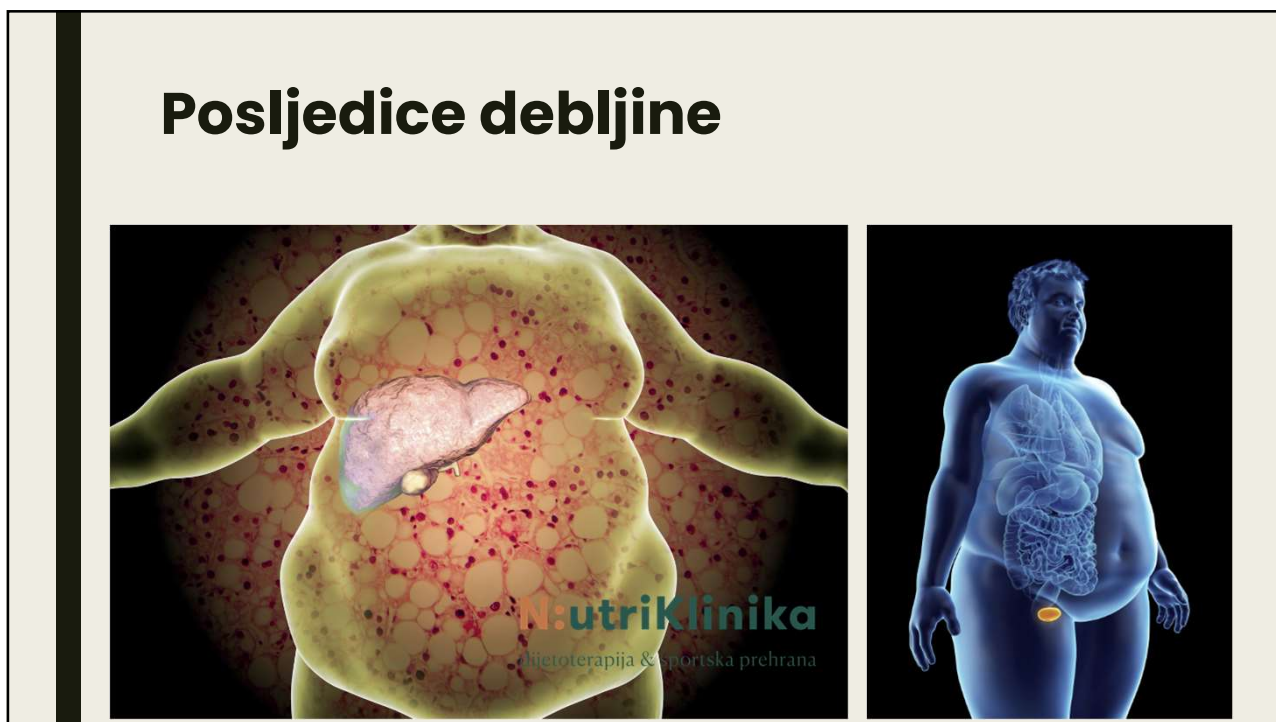 Posljedice debljine
N:utriKlinika
dijetoterapija & sportska prehrana